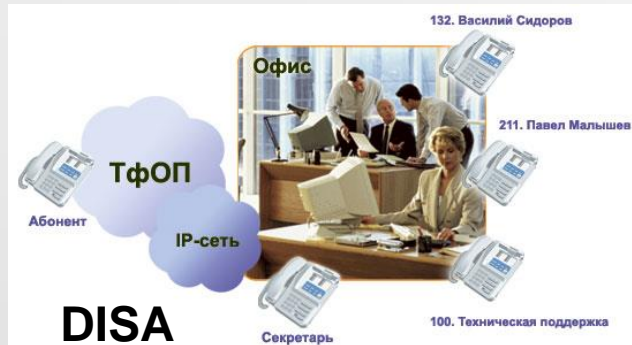 132. Василий Сидоров
Офис
211. Павел Малышев
ТфОП
Абонент
IP-сеть
100. Техническая поддержка
DISA
Секретарь